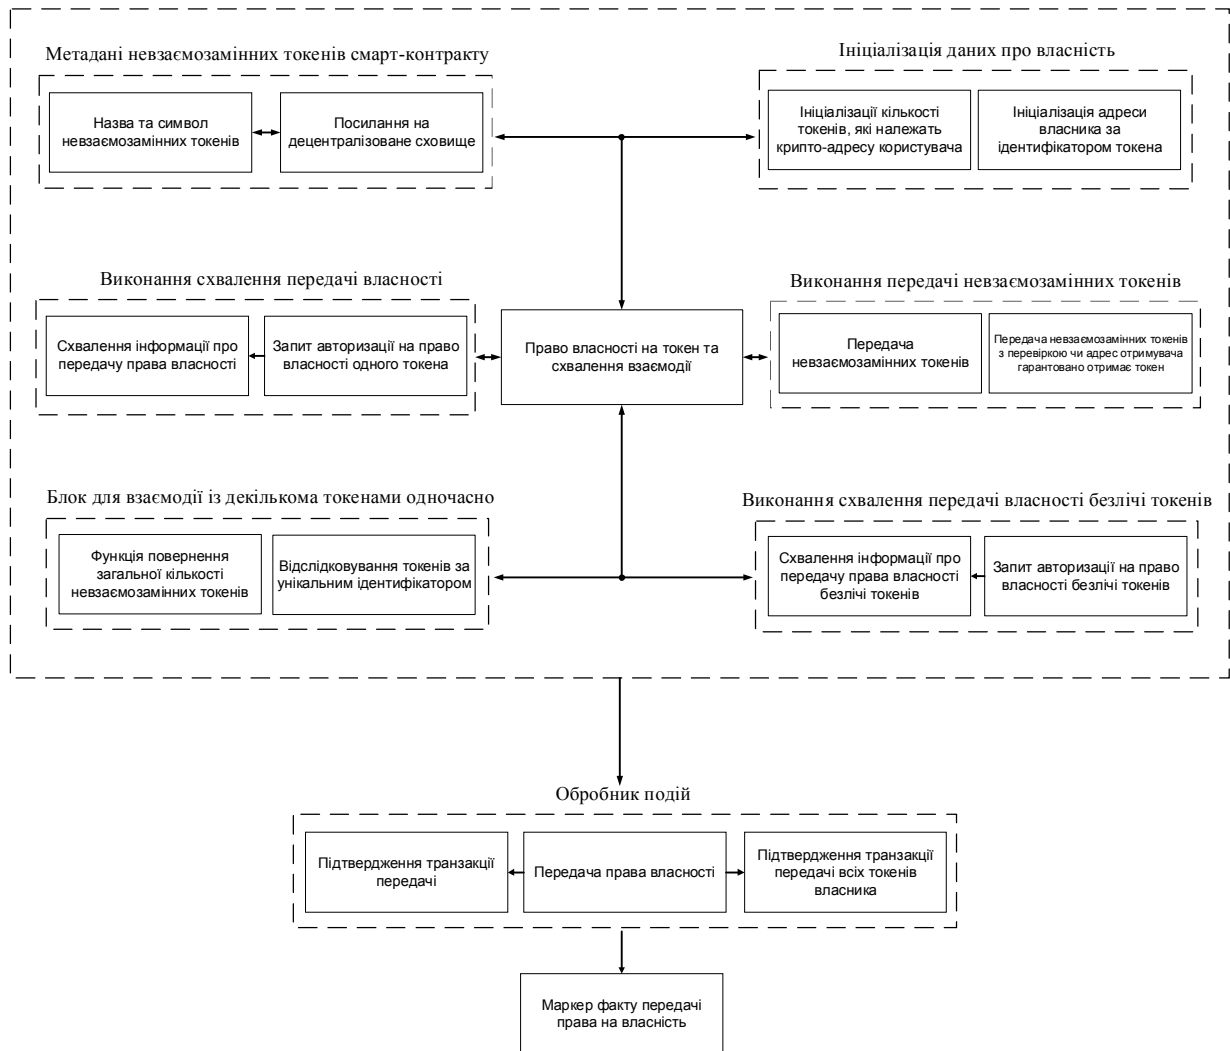 Метадані невзаємозамінних токенів смарт-контракту
Назва та символ
невзаємозамінних токенів
Посилання на
децентралізоване сховище
Ініціалізація даних про власність
Ініціалізації кількості
токенів, які належать
крипто-адресу користувача
Ініціалізація адреси
власника за
ідентифікатором токена
Виконання схвалення передачі власності
Схвалення інформації про
передачу права власності
Запит авторизації на право
власності одного токена
Право власності на токен та
схвалення взаємодії
Виконання передачі невзаємозамінних токенів
Передача
невзаємозамінних токенів
Передача невзаємозамінних токенів
з перевіркою чи адрес отримувача
гарантовано отримає токен
Блок для взаємодії із декількома токенами одночасно
Функція повернення
загальної кількості
невзаємозамінних токенів
Відслідковування токенів за
унікальним ідентифікатором
Виконання схвалення передачі власності безлічі токенів
Схвалення інформації про
передачу права власності
безлічі токенів
Запит авторизації на право
власності безлічі токенів
Обробник подій
Підтвердження транзакції
передачі
Передача права власності
Підтвердження транзакції
передачі всіх токенів
власника
Маркер факту передачі
права на власність